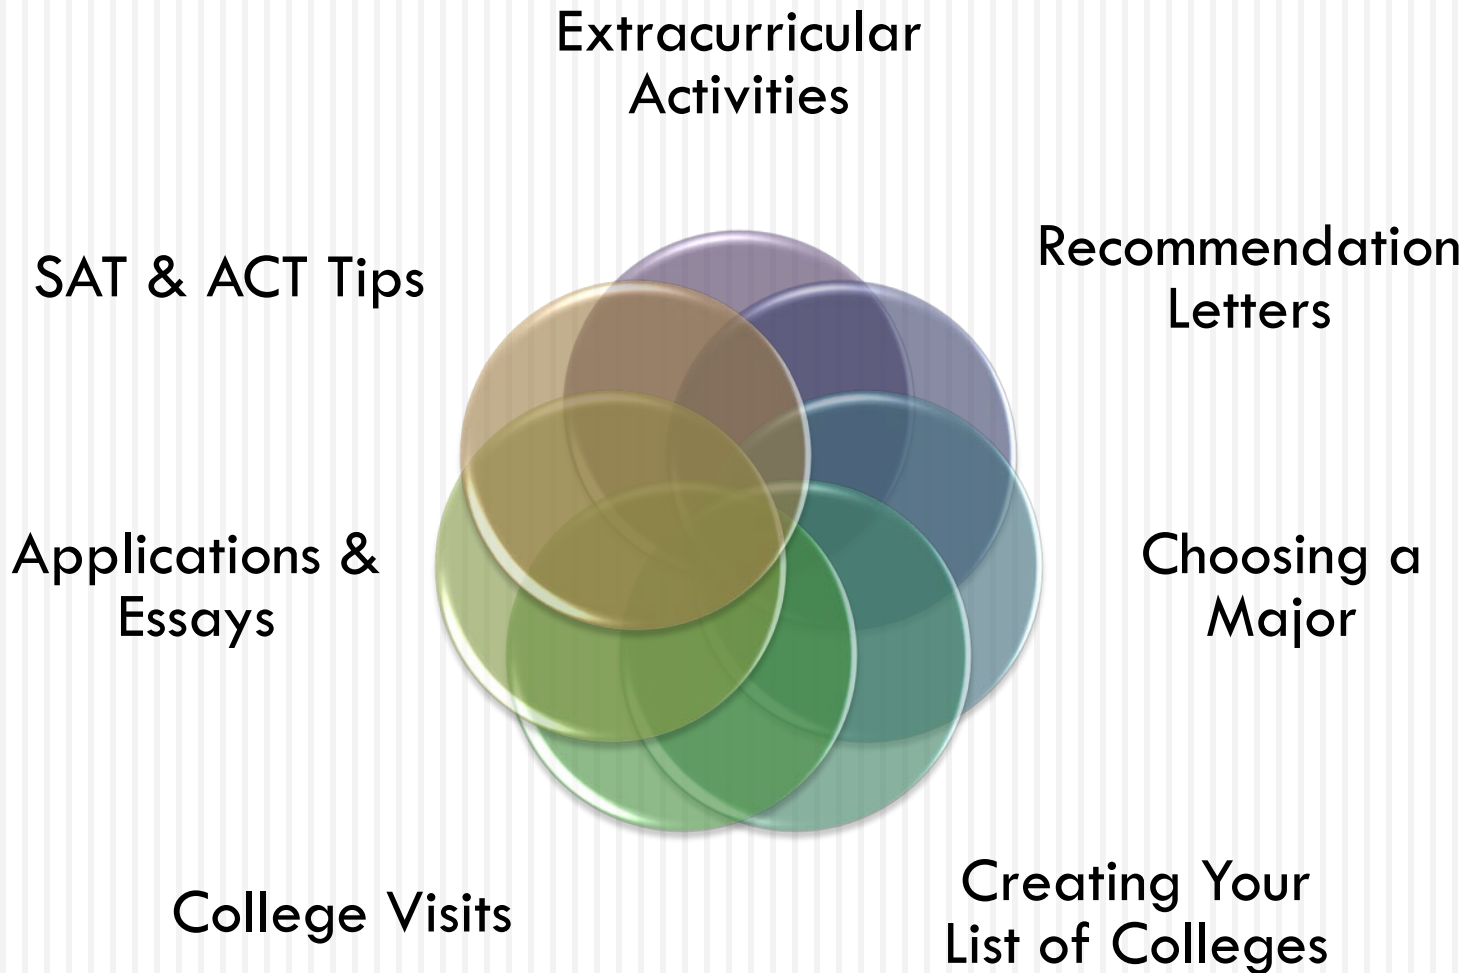 Extracurricular
Activities
Recommendation
Letters
Choosing a
Major
Creating Your
List of Colleges
College Visits
Applications &
Essays
SAT & ACT Tips